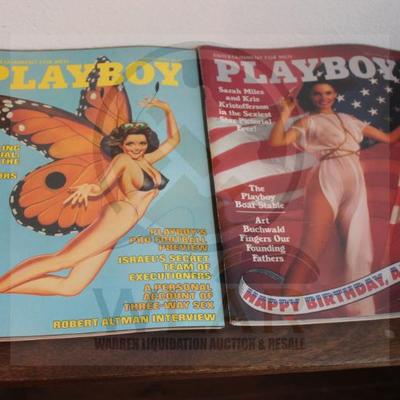 ENTERTAINMENT FOR MEN
PLAYBOY
PLAYBOY'S
PRO FOOTBALL
PREVIEW
ISRAEL'S SECRET
TEAM OF
EXECUTIONERS
A PERSONAL
ACCOUNT OF
THREE-WAY SEX
ROBERT ALTMAN INTERVIEW
ENTERTAINMENT FOR MEN
PLAYBOY
Sarah Miles
and Kris
Kristofferson
in the Sexiest
Star Pictorial
Ever!
The
Playboy
Boat Stable
Art
Buchwald
Fingers Our
Founding
Fathers
HAPPY BIRTHDAY, A
WARREN LIQUIDATION AUCTION & RESALE